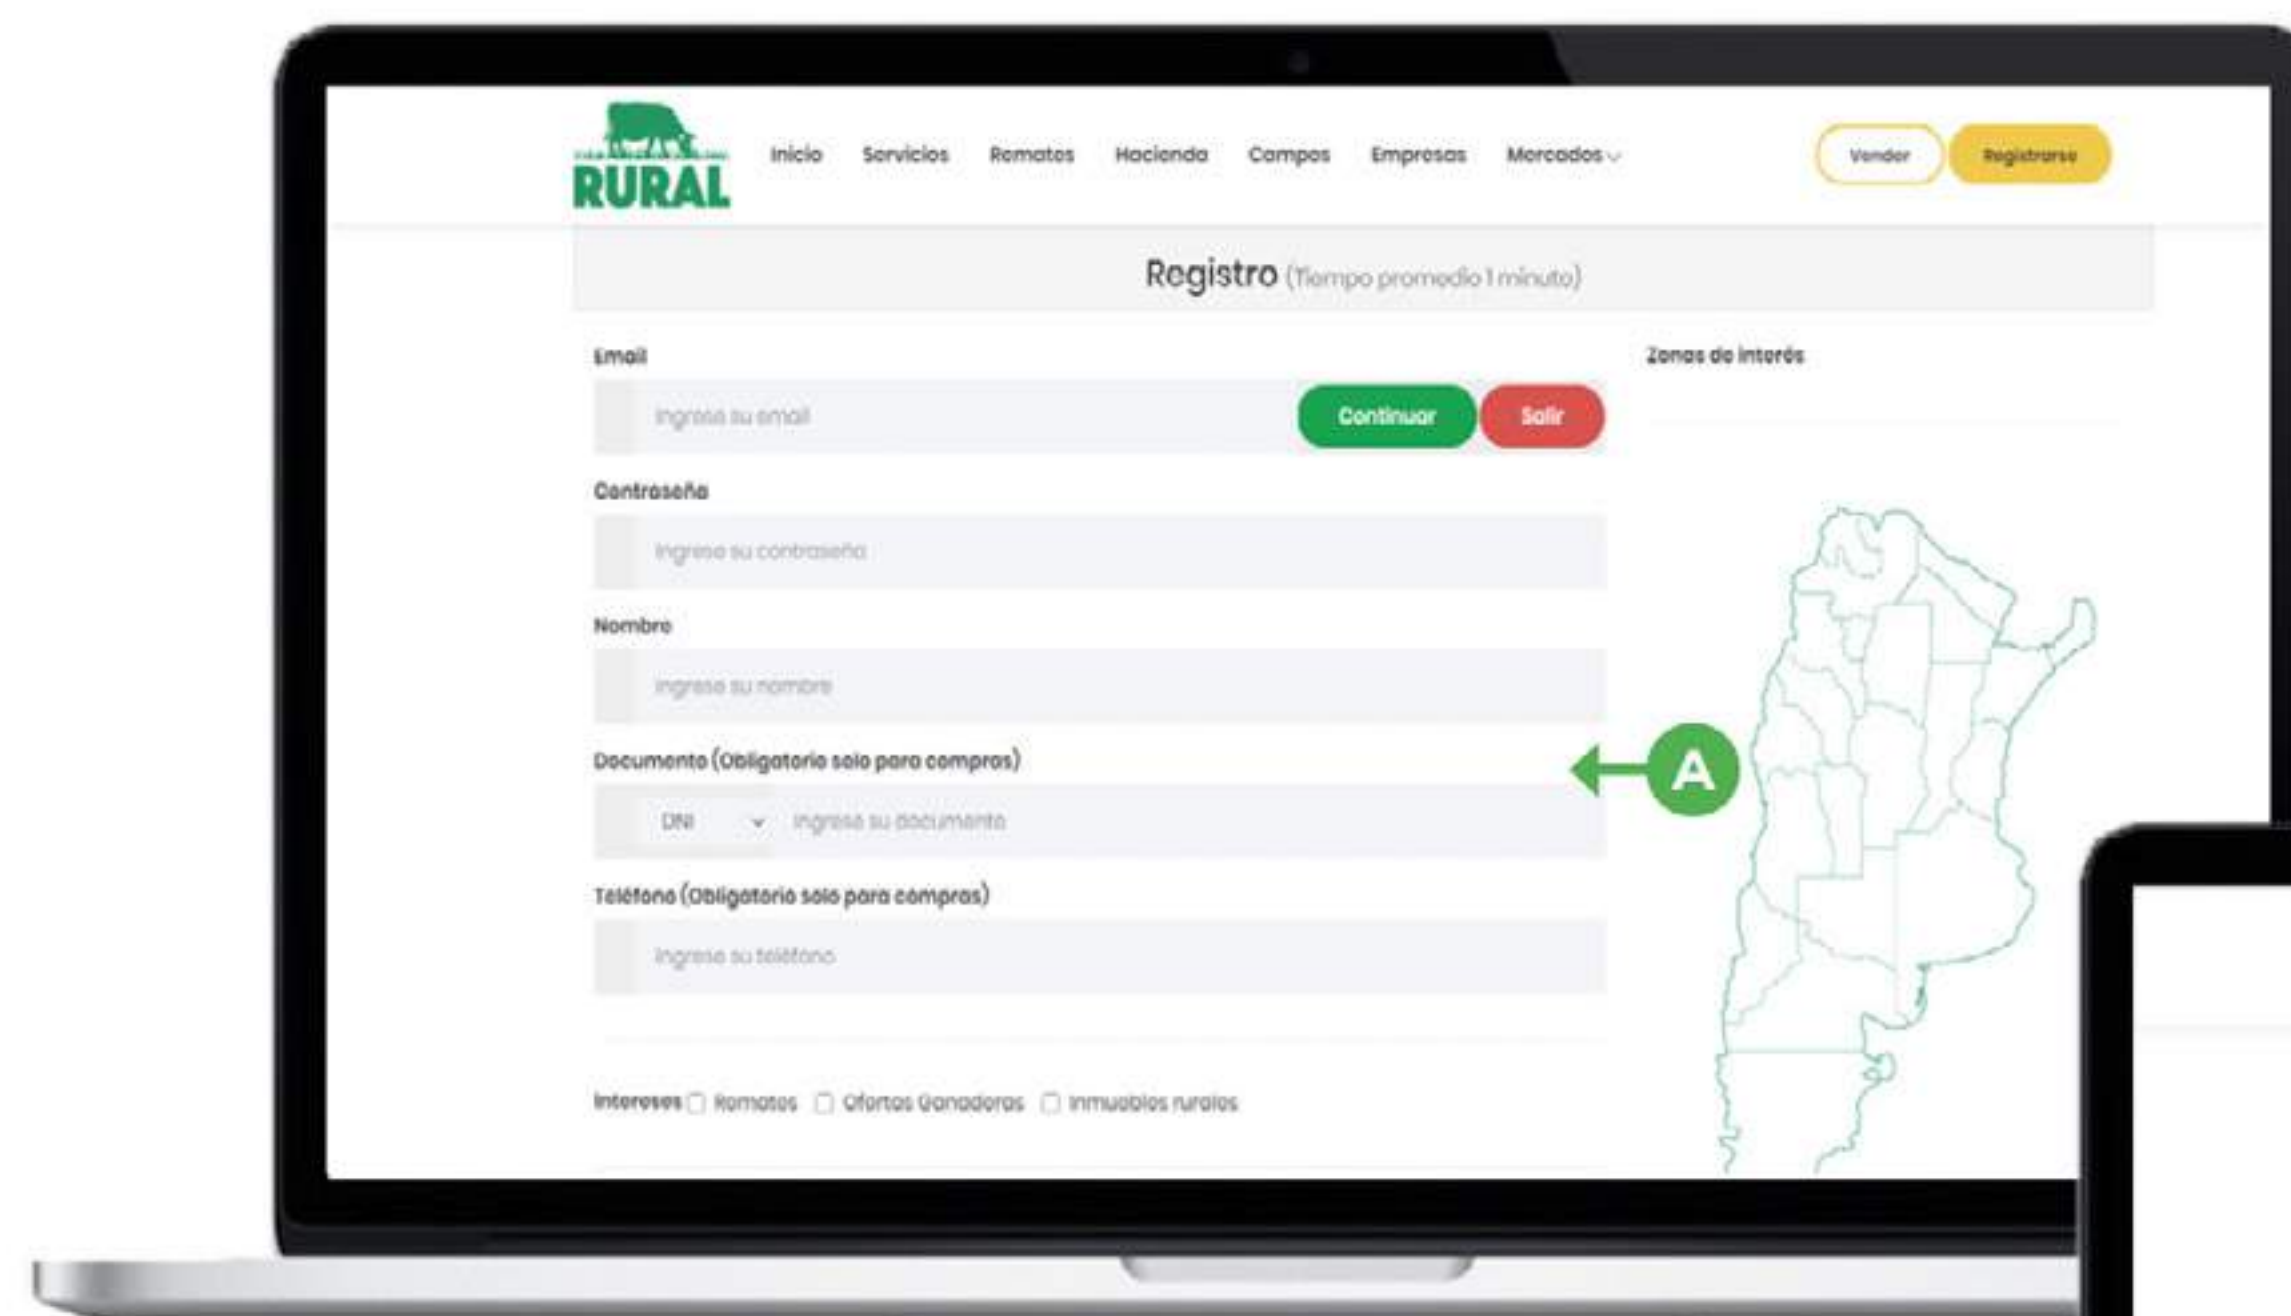 RURAL
Inicio Servicios Remates Hacienda Campos Empresas Mercados
Vender Registrarse
Registro (Tiempo promedio 1 minuto)
Email
Ingrese su email
Continuar Salir
Contraseña
Ingrese su contraseña
Nombre
Ingrese su nombre
Documento (Obligatorio solo para compras)
DNI Ingrese su documento
Teléfono (Obligatorio solo para compras)
Ingrese su teléfono
Intereses Remates Ofertas Ganaderas Inmuebles rurales
Zonas de interés
A